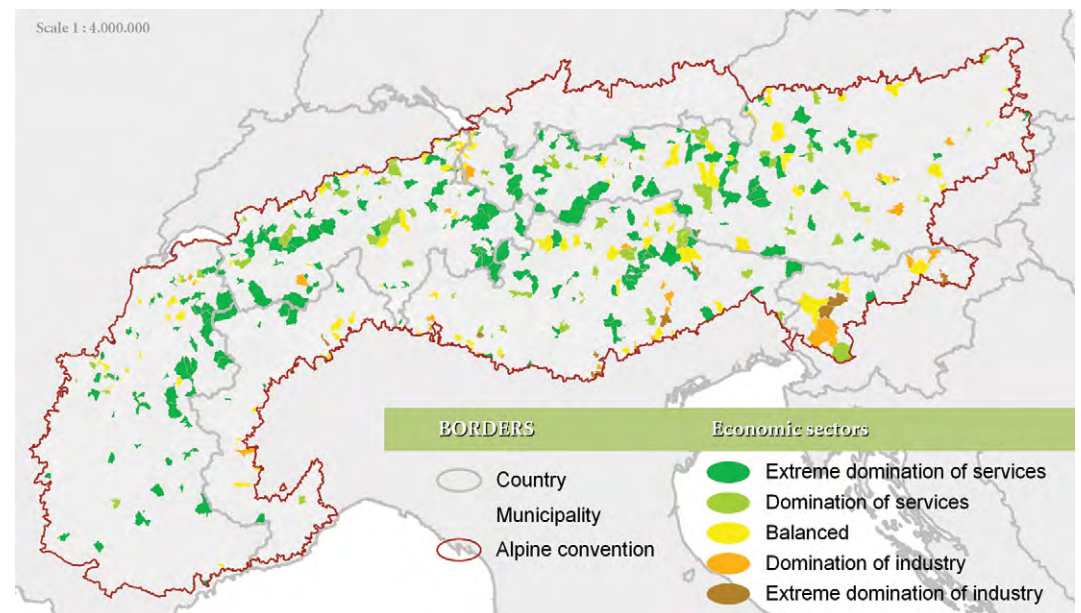 Scale 1 : 4.000.000
BORDERS
Country
Municipality
Alpine convention
Economic sectors
Extreme domination of services
Domination of services
Balanced
Domination of industry
Extreme domination of industry